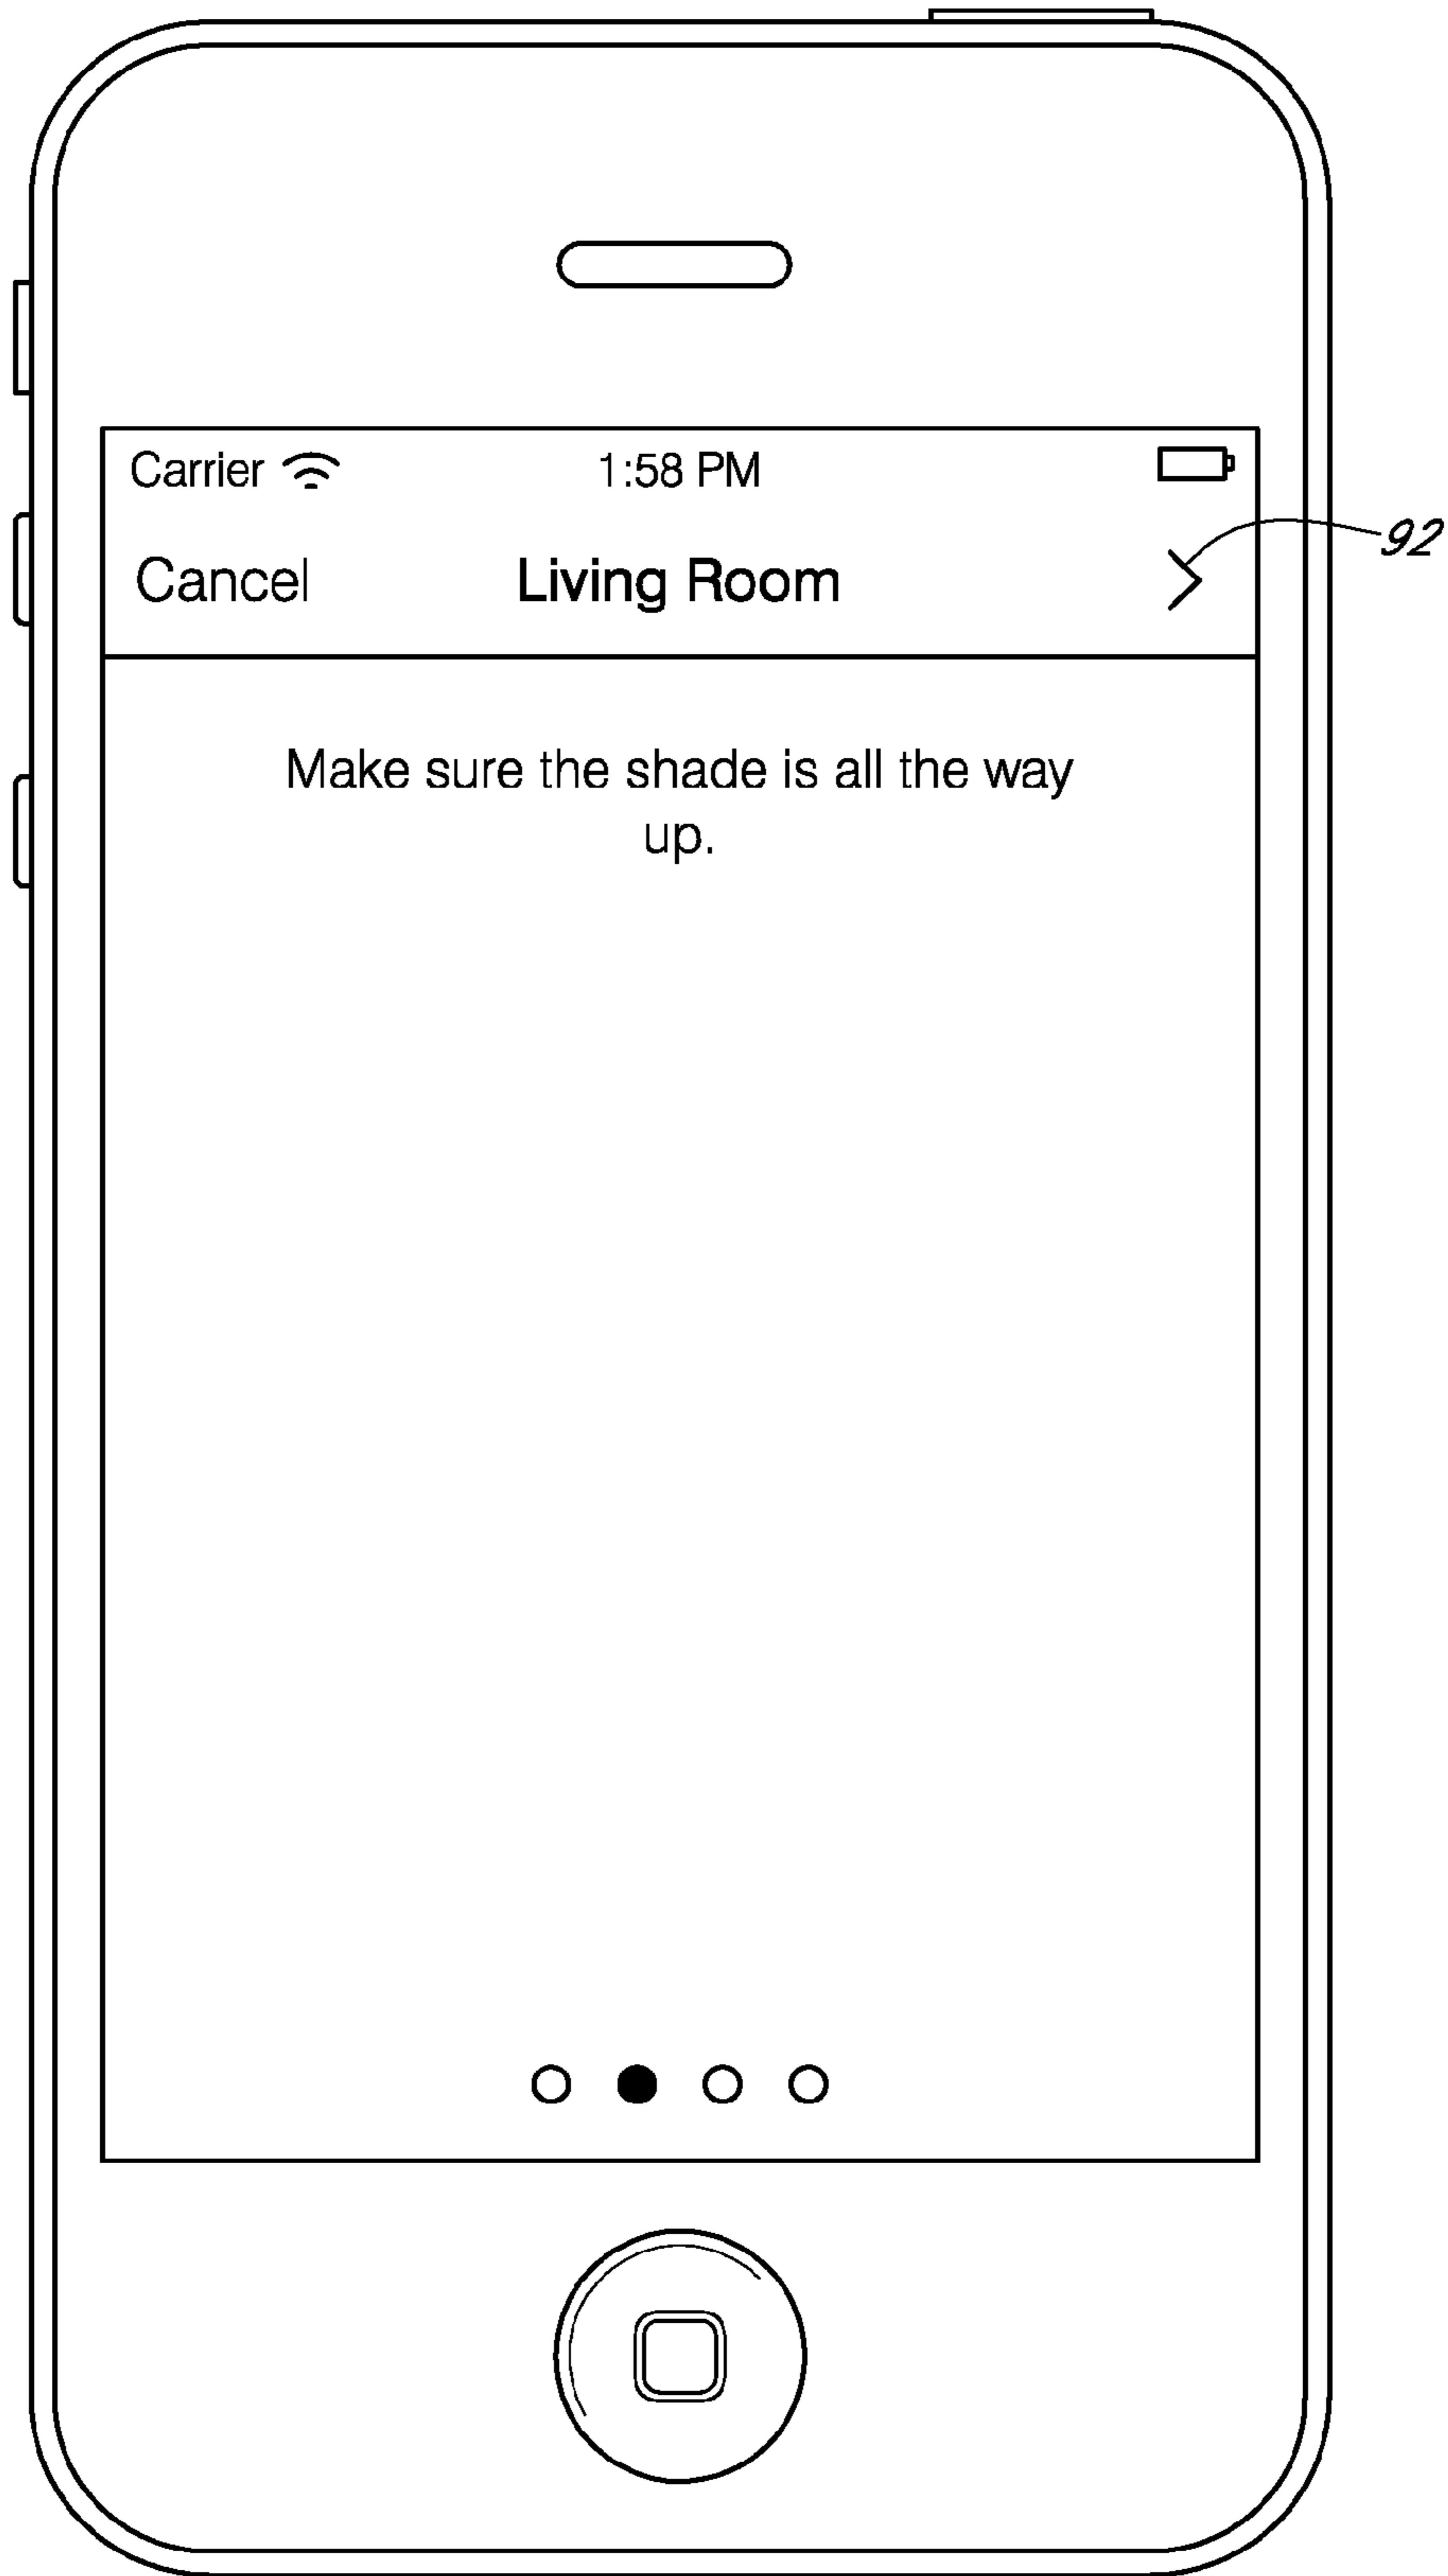 Carrier 1:58 PM
Cancel Living Room > 92
Make sure the shade is all the way
up.